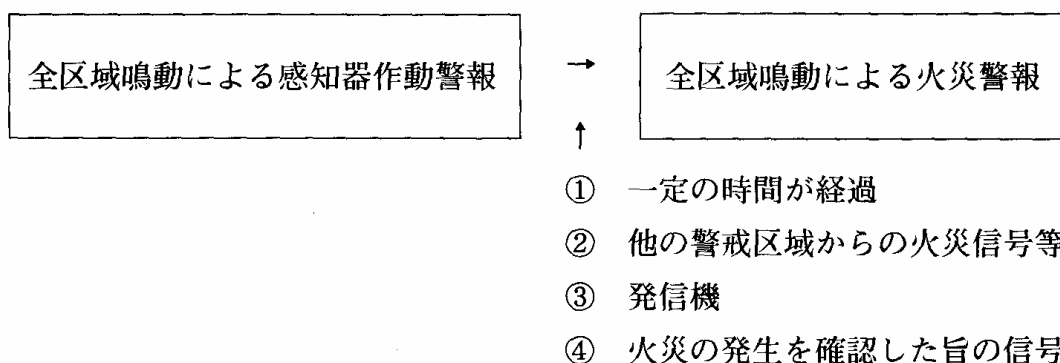 全区域鳴動による感知器作動警報
→
全区域鳴動による火災警報
↑
① 一定の時間が経過
② 他の警戒区域からの火災信号等
③ 発信機
④ 火災の発生を確認した旨の信号